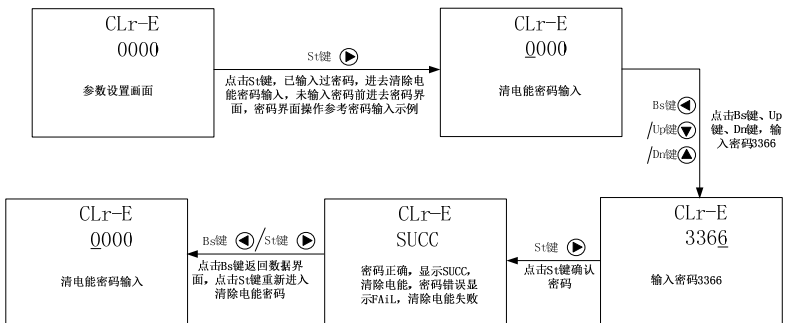 CLr-E
0000
参数设置画面
St键
点击St键，已输入过密码，进去清除电
能密码输入，未输入密码前进去密码界
面，密码界面操作参考密码输入示例
CLr-E
0000
清电能密码输入
Bs键
/Up键
/Dn键
点击Bs键、Up
键、Dn键，输
入密码3366
CLr-E
3366
输入密码3366
St键
点击St键确认
密码
CLr-E
SUCC
密码正确，显示SUCC，
清除电能，密码错误显
示FAiL，清除电能失败
Bs键 / St键
点击Bs键返回数据界
面，点击St键重新进入
清除电能密码
CLr-E
0000
清电能密码输入